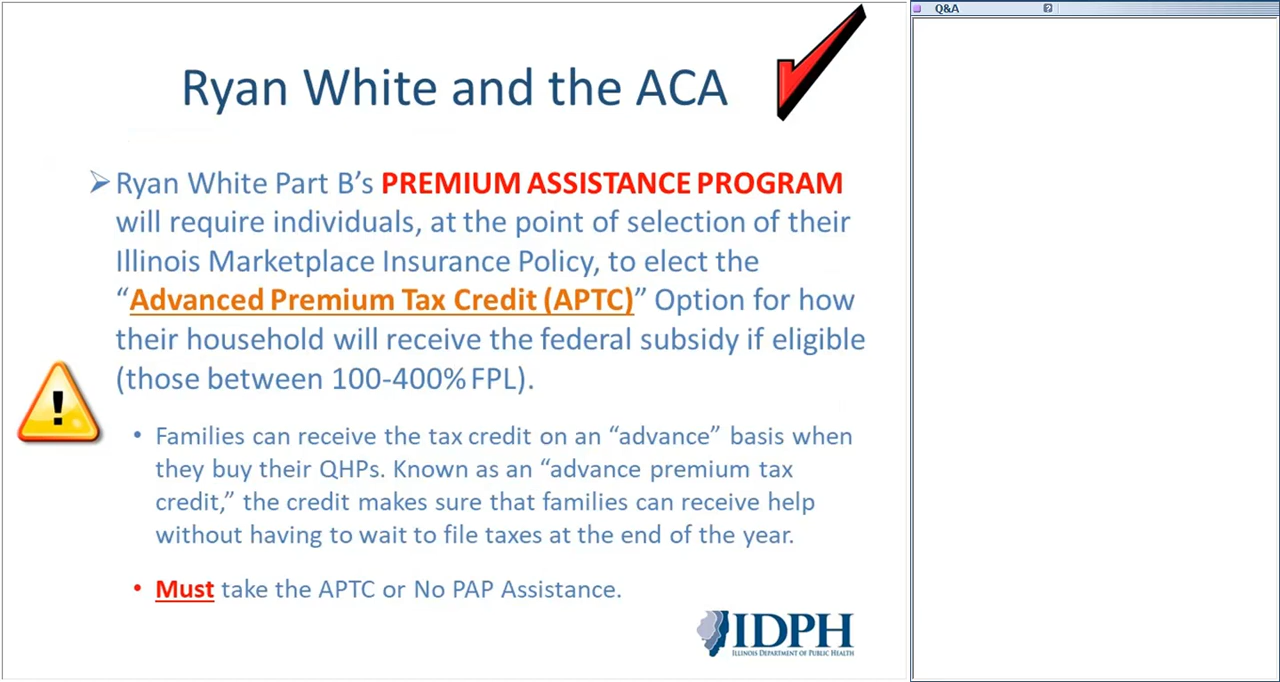 Q&A
Ryan White and the ACA
Ryan White Part B’s PREMIUM ASSISTANCE PROGRAM
will require individuals, at the point of selection of their
Illinois Marketplace Insurance Policy, to elect the
“Advanced Premium Tax Credit (APTC)” Option for how
their household will receive the federal subsidy if eligible
(those between 100-400% FPL).
!
• Families can receive the tax credit on an “advance” basis when
they buy their QHPs. Known as an “advance premium tax
credit,” the credit makes sure that families can receive help
without having to wait to file taxes at the end of the year.
• Must take the APTC or No PAP Assistance.
IDPH
ILLINOIS DEPARTMENT OF PUBLIC HEALTH